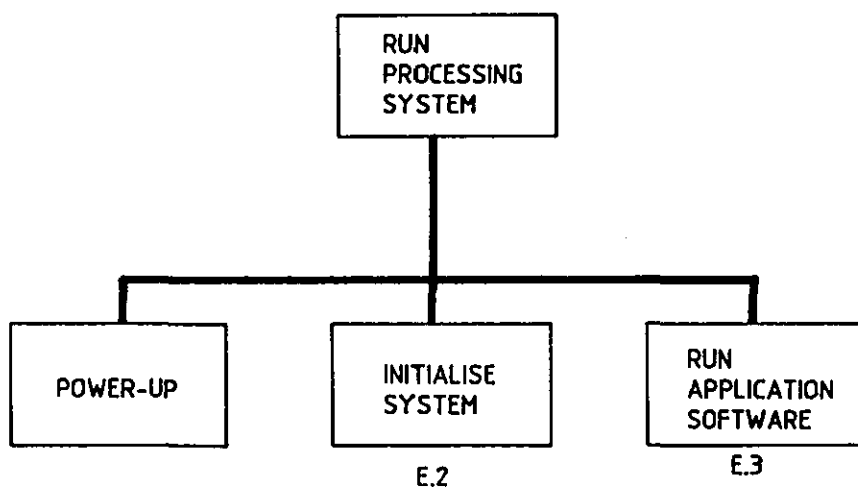 RUN
PROCESSING
SYSTEM
POWER-UP
INITIALISE
SYSTEM
RUN
APPLICATION
SOFTWARE
E.2
E.3